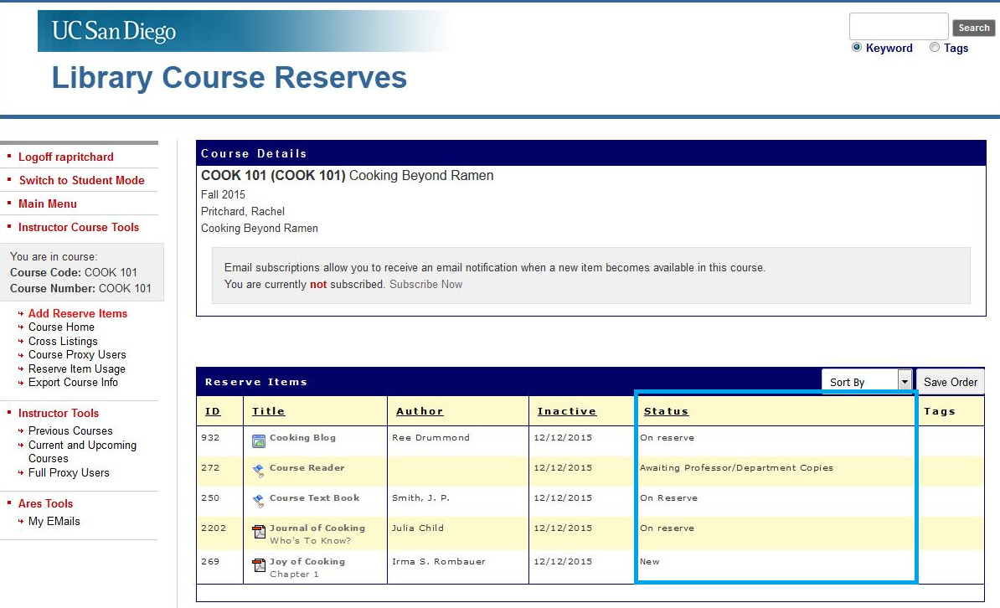 UC San Diego
Search
Keyword Tags
Library Course Reserves
Logoff rapritchard
Switch to Student Mode
Main Menu
Instructor Course Tools
You are in course:
Course Code: COOK 101
Course Number: COOK 101
Add Reserve Items
Course Home
Cross Listings
Course Proxy Users
Reserve Item Usage
Export Course Info
Instructor Tools
Previous Courses
Current and Upcoming
Courses
Full Proxy Users
Ares Tools
My EMails
Course Details
COOK 101 (COOK 101) Cooking Beyond Ramen
Fall 2015
Pritchard, Rachel
Cooking Beyond Ramen
Email subscriptions allow you to receive an email notification when a new item becomes available in this course.
You are currently not subscribed. Subscribe Now
Reserve Items Sort By Save Order
ID Title Author Inactive Status Tags
932 Cooking Blog Ree Drummond 12/12/2015 On reserve
272 Course Reader 12/12/2015 Awaiting Professor/Department Copies
250 Course Text Book Smith, J. P. 12/12/2015 On Reserve
2202 Journal of Cooking Julia Child 12/12/2015 On reserve
Who's To Know?
269 Joy of Cooking Irma S. Rombauer 12/12/2015 New
Chapter 1